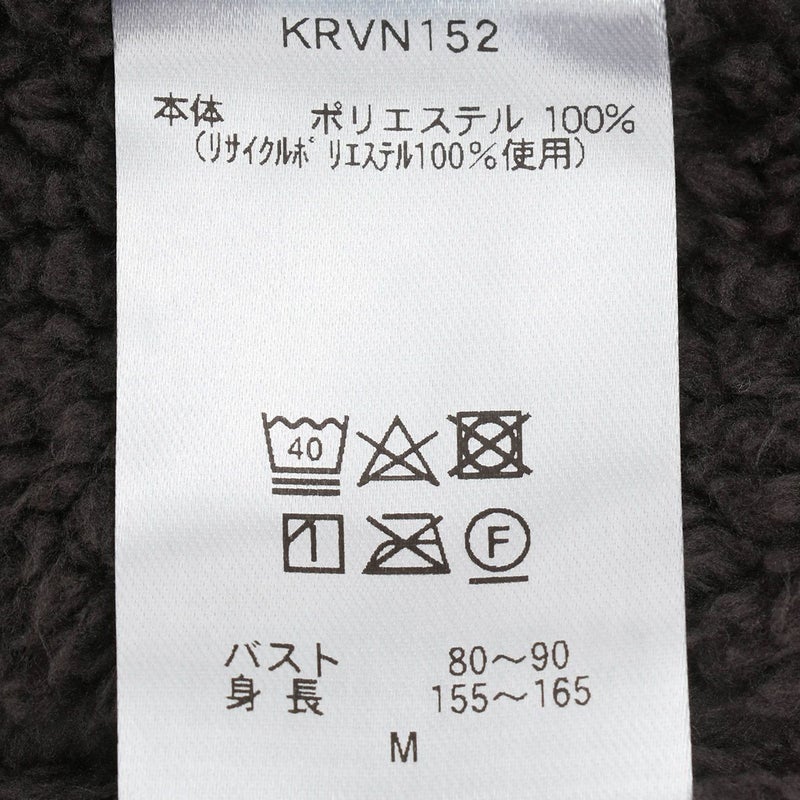 KRVN152
本体 ポリエステル 100%
(リサイクルポリエステル100%使用)
40
F
バスト 80〜90
身長 155〜165
M